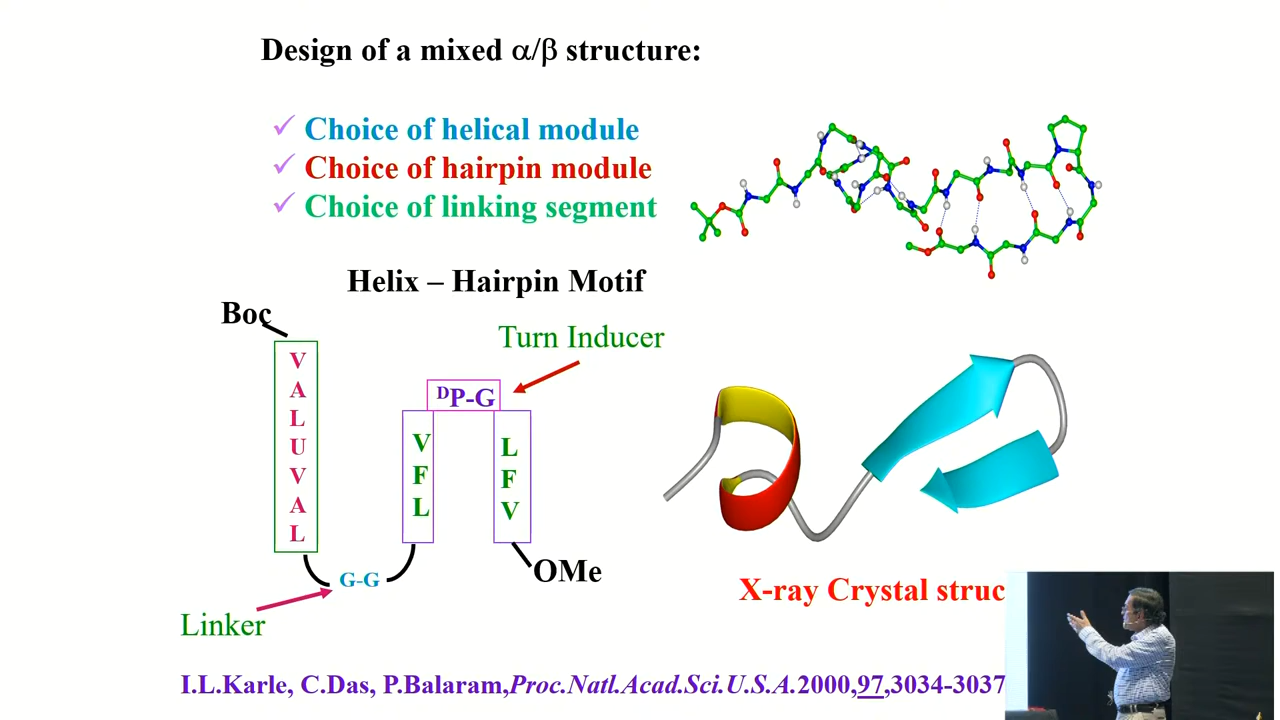 Design of a mixed α/β structure:
✓ Choice of helical module
✓ Choice of hairpin module
✓ Choice of linking segment
Helix – Hairpin Motif
Boc
Turn Inducer
V
A
L
U
V
A
L
ᴰP-G
V
F
L
L
F
V
G-G
OMe
Linker
X-ray Crystal struc
I.L.Karle, C.Das, P.Balaram,Proc.Natl.Acad.Sci.U.S.A.2000,97,3034-3037